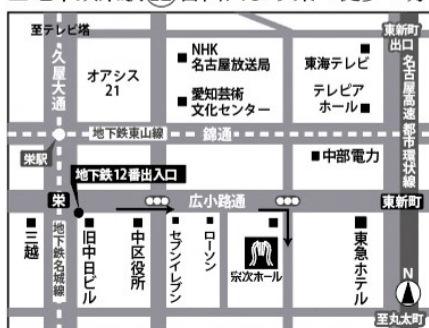 至テレビ塔
久屋大通
オアシス
21
NHK
名古屋放送局
愛知芸術
文化センター
東海テレビ
テレピア
ホール
東新町
出口
名古屋高速都市環状線
地下鉄東山線
錦通
栄駅
中部電力
地下鉄12番出入口
栄
広小路通
東新町
三越
地下鉄名城線
旧中日ビル
中区役所
セブンイレブン
ローソン
宗次ホール
東急ホテル
N
至丸太町